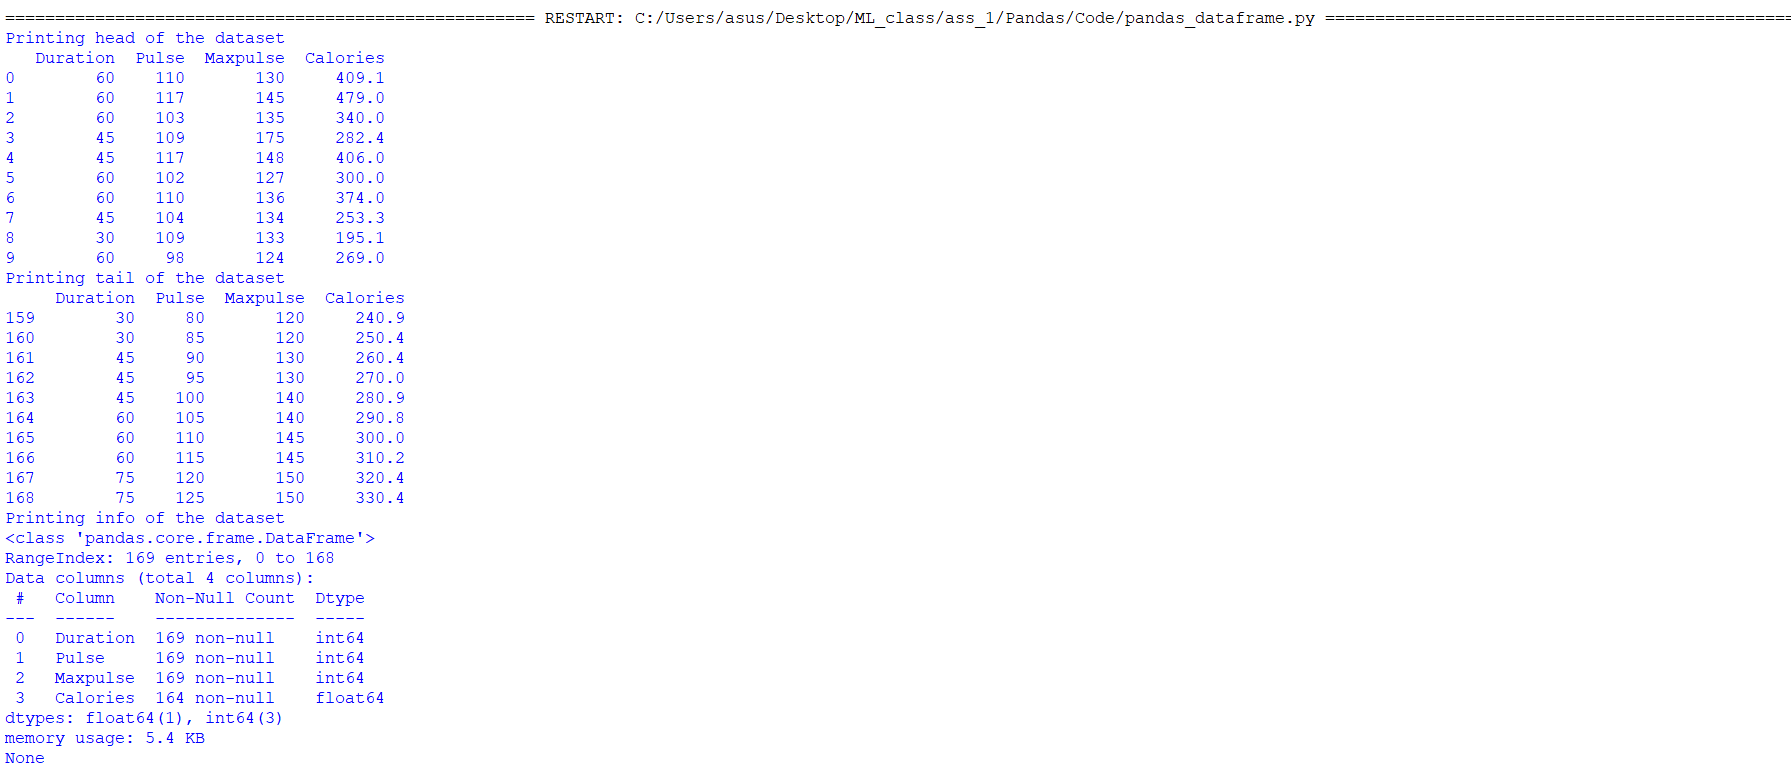 ===================================================== RESTART: C:/Users/asus/Desktop/ML_class/ass_1/Pandas/Code/pandas_dataframe.py ===============================================
Printing head of the dataset
   Duration  Pulse  Maxpulse  Calories
0        60    110       130     409.1
1        60    117       145     479.0
2        60    103       135     340.0
3        45    109       175     282.4
4        45    117       148     406.0
5        60    102       127     300.0
6        60    110       136     374.0
7        45    104       134     253.3
8        30    109       133     195.1
9        60     98       124     269.0
Printing tail of the dataset
     Duration  Pulse  Maxpulse  Calories
159        30     80       120     240.9
160        30     85       120     250.4
161        45     90       130     260.4
162        45     95       130     270.0
163        45    100       140     280.9
164        60    105       140     290.8
165        60    110       145     300.0
166        60    115       145     310.2
167        75    120       150     320.4
168        75    125       150     330.4
Printing info of the dataset
<class 'pandas.core.frame.DataFrame'>
RangeIndex: 169 entries, 0 to 168
Data columns (total 4 columns):
 #   Column    Non-Null Count  Dtype
---  ------    --------------  -----
 0   Duration  169 non-null    int64
 1   Pulse     169 non-null    int64
 2   Maxpulse  169 non-null    int64
 3   Calories  164 non-null    float64
dtypes: float64(1), int64(3)
memory usage: 5.4 KB
None